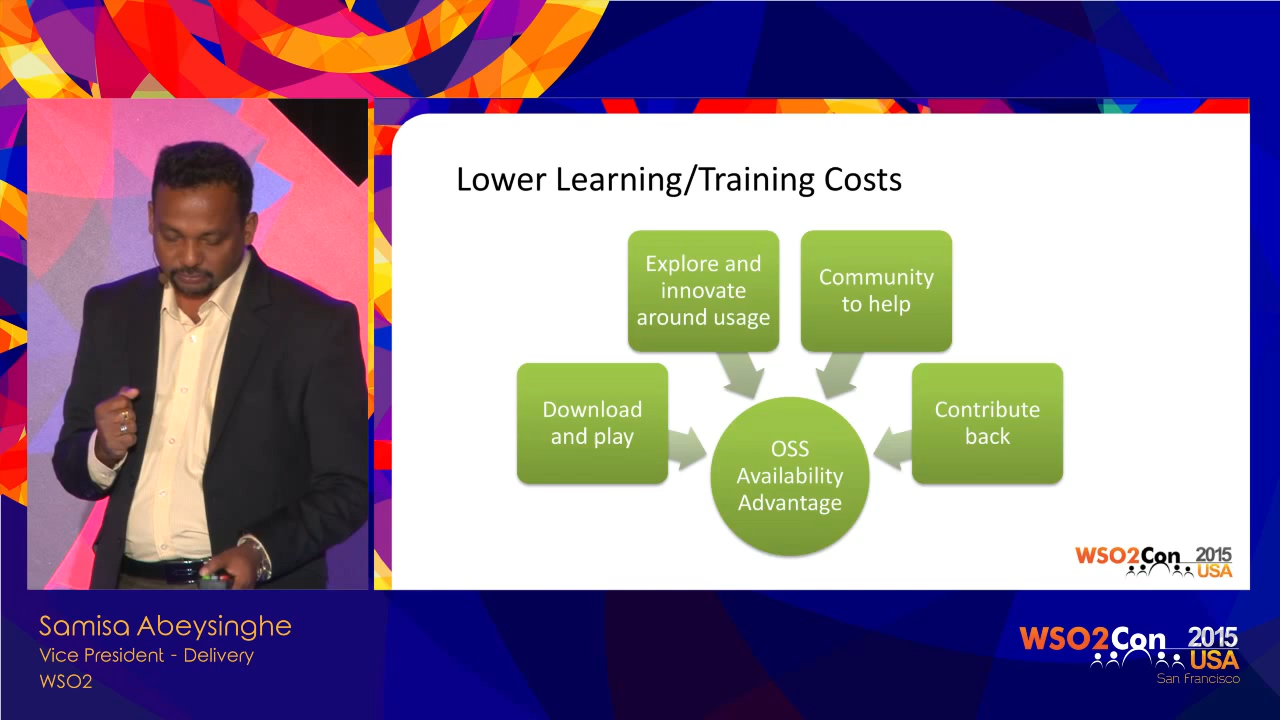 Lower Learning/Training Costs
Explore and
innovate
around usage
Community
to help
Download
and play
Contribute
back
OSS
Availability
Advantage
WSO2Con 2015
USA
Samisa Abeysinghe
Vice President - Delivery
WSO2
WSO2Con 2015
USA
San Francisco